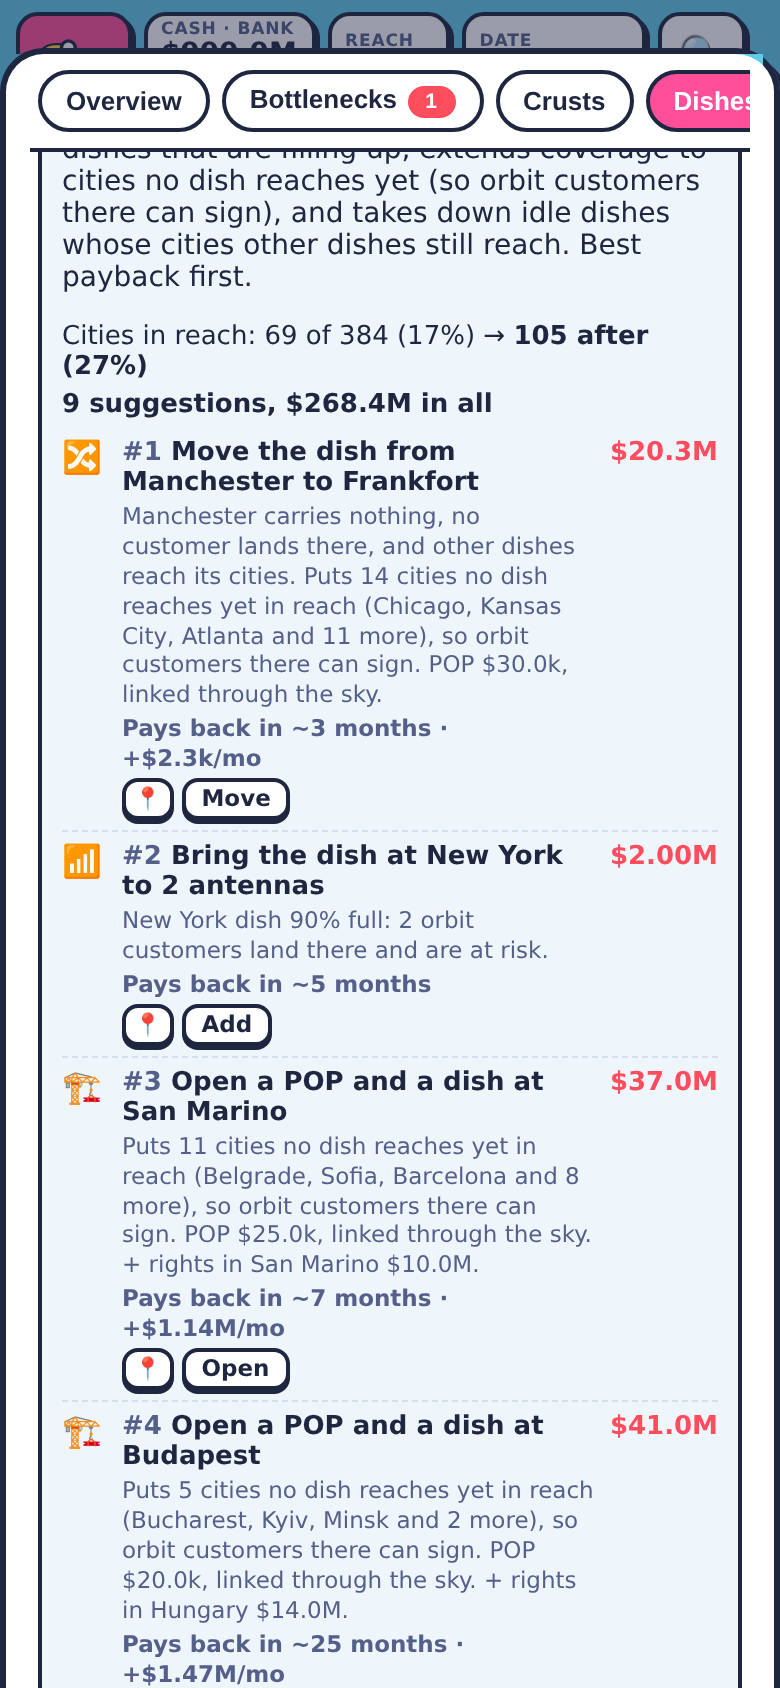 CASH · BANK
REACH
DATE
Overview
Bottlenecks 1
Crusts
Dishes
dishes that are filling up, extends coverage to
cities no dish reaches yet (so orbit customers
there can sign), and takes down idle dishes
whose cities other dishes still reach. Best
payback first.
Cities in reach: 69 of 384 (17%) → 105 after
(27%)
9 suggestions, $268.4M in all
#1 Move the dish from
Manchester to Frankfort
$20.3M
Manchester carries nothing, no
customer lands there, and other dishes
reach its cities. Puts 14 cities no dish
reaches yet in reach (Chicago, Kansas
City, Atlanta and 11 more), so orbit
customers there can sign. POP $30.0k,
linked through the sky.
Pays back in ~3 months ·
+$2.3k/mo
Move
#2 Bring the dish at New York
to 2 antennas
$2.00M
New York dish 90% full: 2 orbit
customers land there and are at risk.
Pays back in ~5 months
Add
#3 Open a POP and a dish at
San Marino
$37.0M
Puts 11 cities no dish reaches yet in
reach (Belgrade, Sofia, Barcelona and 8
more), so orbit customers there can
sign. POP $25.0k, linked through the sky.
+ rights in San Marino $10.0M.
Pays back in ~7 months ·
+$1.14M/mo
Open
#4 Open a POP and a dish at
Budapest
$41.0M
Puts 5 cities no dish reaches yet in reach
(Bucharest, Kyiv, Minsk and 2 more), so
orbit customers there can sign. POP
$20.0k, linked through the sky. + rights
in Hungary $14.0M.
Pays back in ~25 months ·
+$1.47M/mo